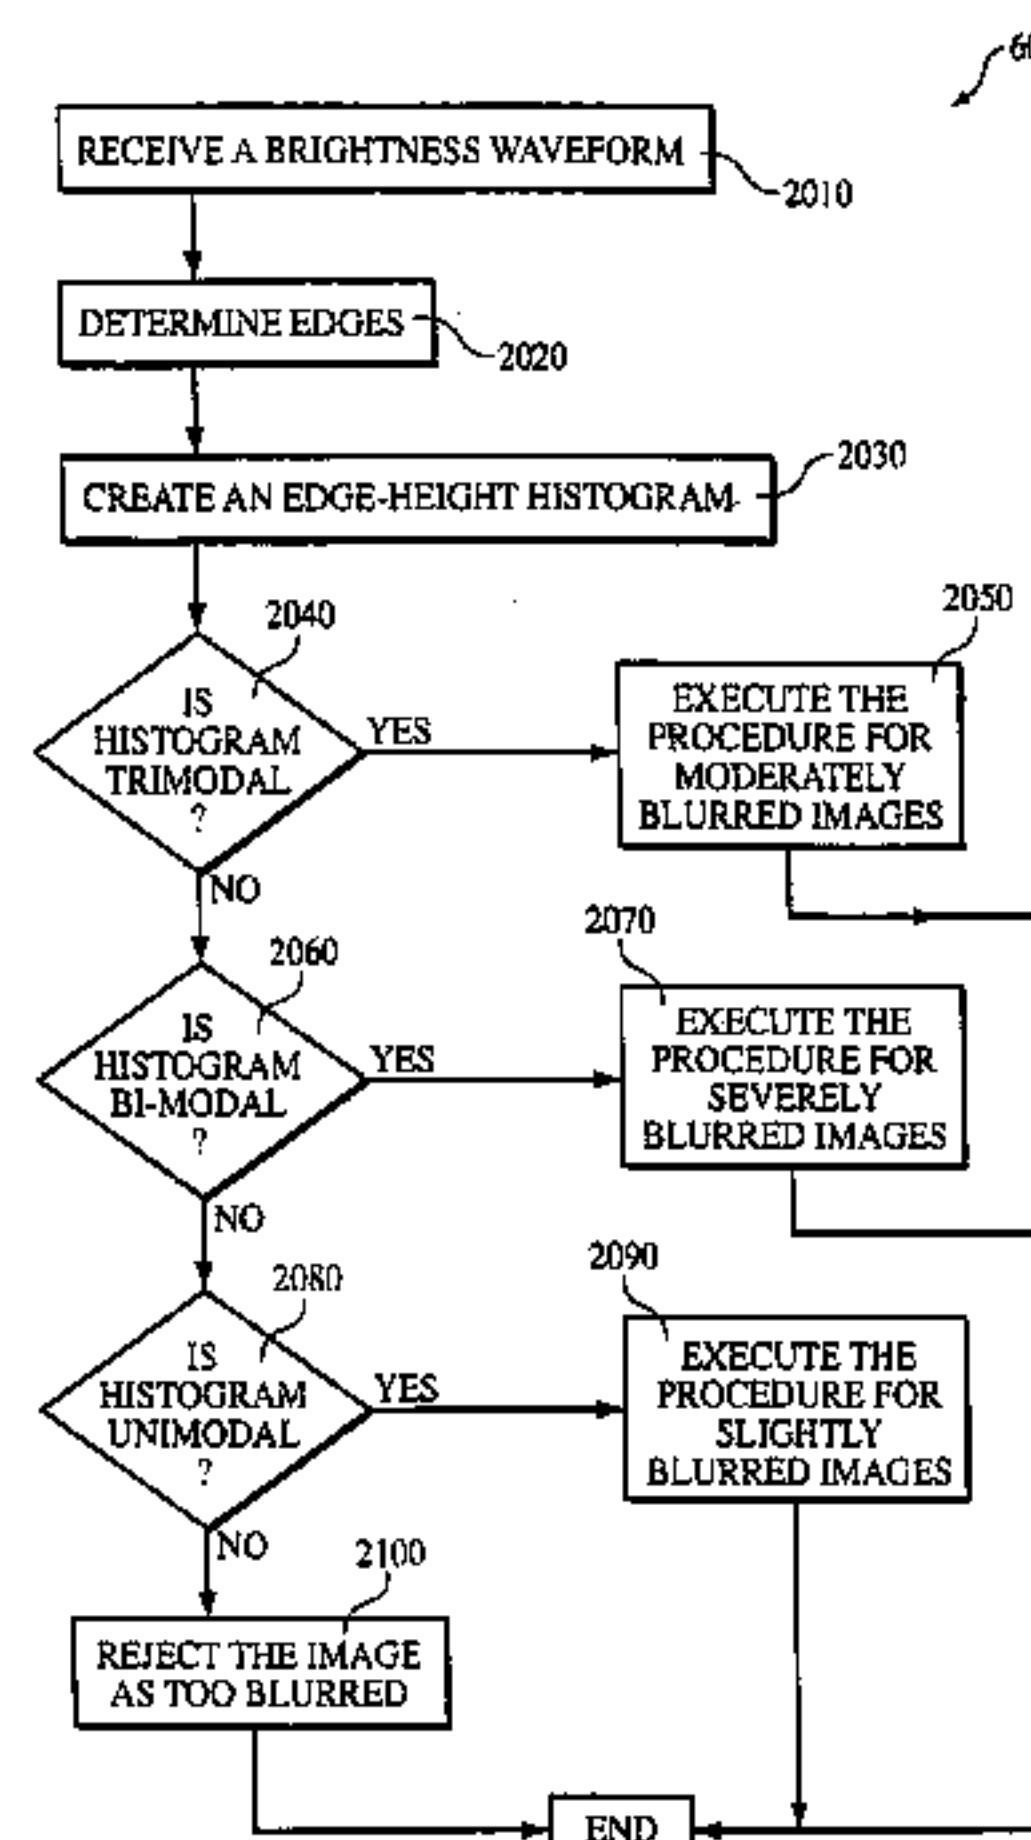 RECEIVE A BRIGHTNESS WAVEFORM
2010
DETERMINE EDGES
2020
2030
CREATE AN EDGE-HEIGHT HISTOGRAM
2040
IS
HISTOGRAM
TRIMODAL
?
YES
NO
2050
EXECUTE THE
PROCEDURE FOR
MODERATELY
BLURRED IMAGES
2060
IS
HISTOGRAM
BI-MODAL
?
YES
NO
2070
EXECUTE THE
PROCEDURE FOR
SEVERELY
BLURRED IMAGES
2080
IS
HISTOGRAM
UNIMODAL
?
YES
NO
2090
EXECUTE THE
PROCEDURE FOR
SLIGHTLY
BLURRED IMAGES
2100
REJECT THE IMAGE
AS TOO BLURRED
END